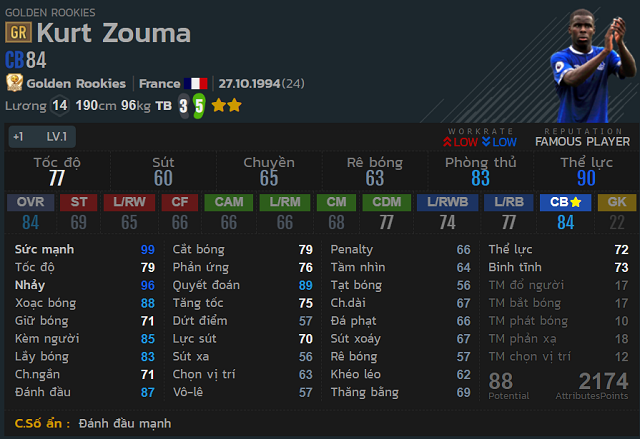 GOLDEN ROOKIES
GR Kurt Zouma
CB84
Golden Rookies France 27.10.1994(24)
Lương 14 190cm 96kg TB 3 5
+1 LV.1
WORKRATE
LOW LOW
REPUTATION
FAMOUS PLAYER
Tốc độ Sút Chuyền Rê bóng Phòng thủ Thể lực
77 60 65 63 83 90
OVR ST L/RW CF CAM L/RM CM CDM L/RWB L/RB CB GK
84 69 65 66 66 66 68 77 74 77 84 22
Sức mạnh 99 Cắt bóng 79 Penalty 66 Thể lực 72
Tốc độ 79 Phản ứng 76 Tầm nhìn 64 Bình tĩnh 73
Nhảy 96 Quyết đoán 89 Tạt bóng 56 TM đổ người 17
Xoạc bóng 88 Tăng tốc 75 Ch.dài 67 TM bắt bóng 17
Giữ bóng 71 Dứt điểm 57 Đá phạt 66 TM phát bóng 10
Kèm người 85 Lực sút 70 Sút xoáy 67 TM phản xạ 18
Lấy bóng 83 Sút xa 56 Rê bóng 57 TM chọn vị trí 12
Ch.ngắn 71 Chọn vị trí 63 Khéo léo 62
Đánh đầu 87 Vô-lê 57 Thăng bằng 69
88 2174
Potential AttributesPoints
C.Số ẩn : Đánh đầu mạnh